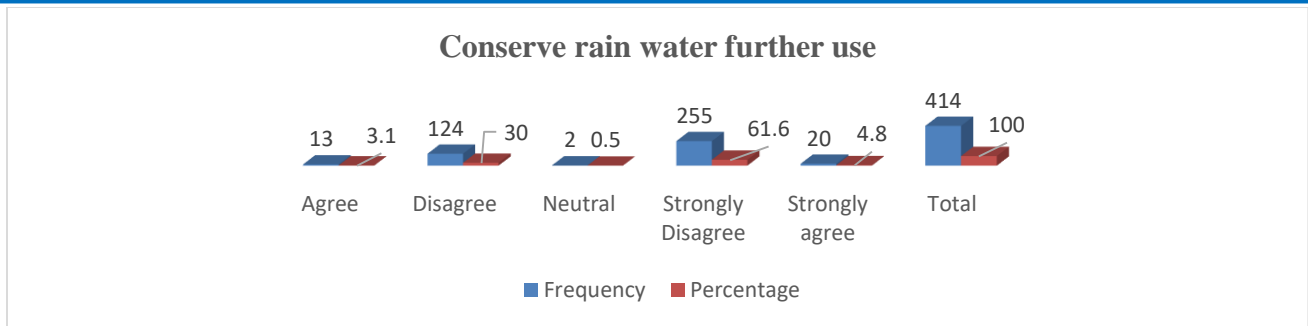 Conserve rain water further use
13 3.1 124 30 2 0.5 255 61.6 20 4.8 414 100
Agree Disagree Neutral Strongly Disagree Strongly agree Total
Frequency Percentage